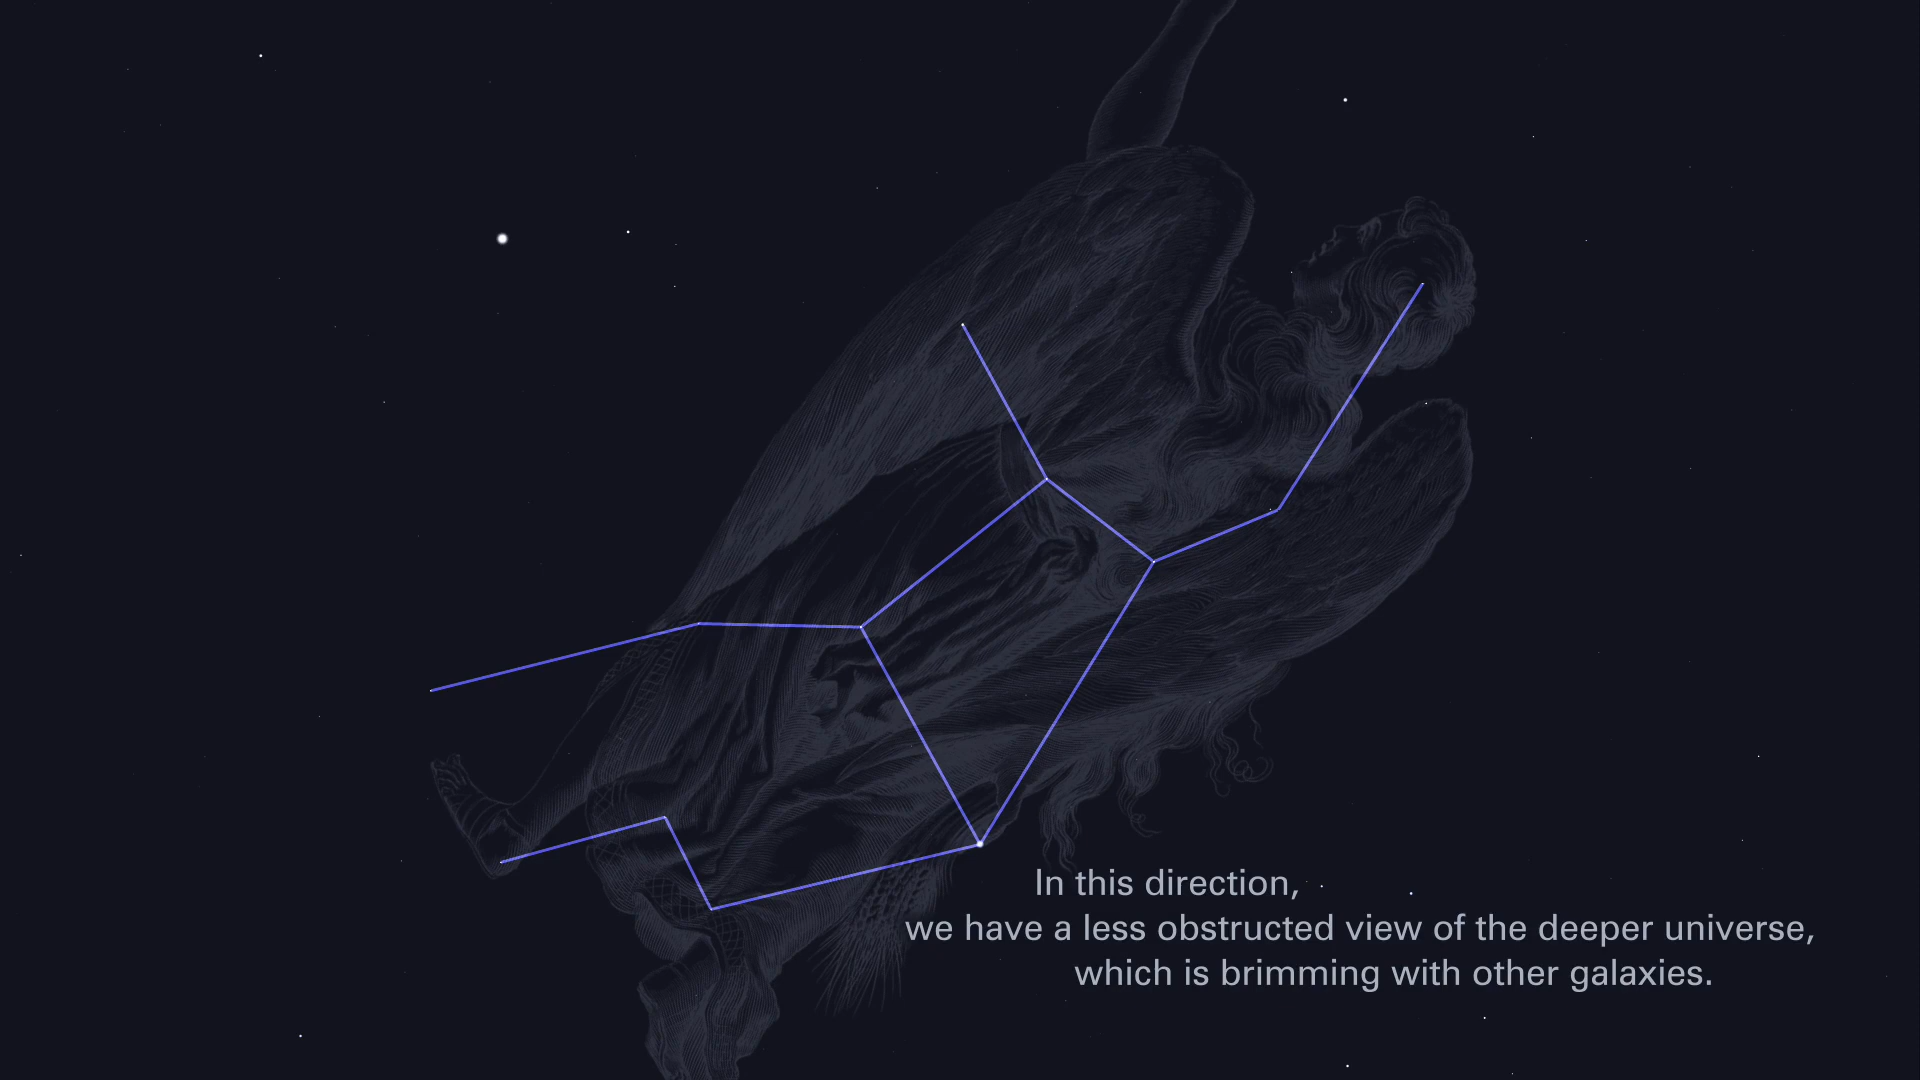 In this direction,
we have a less obstructed view of the deeper universe,
which is brimming with other galaxies.